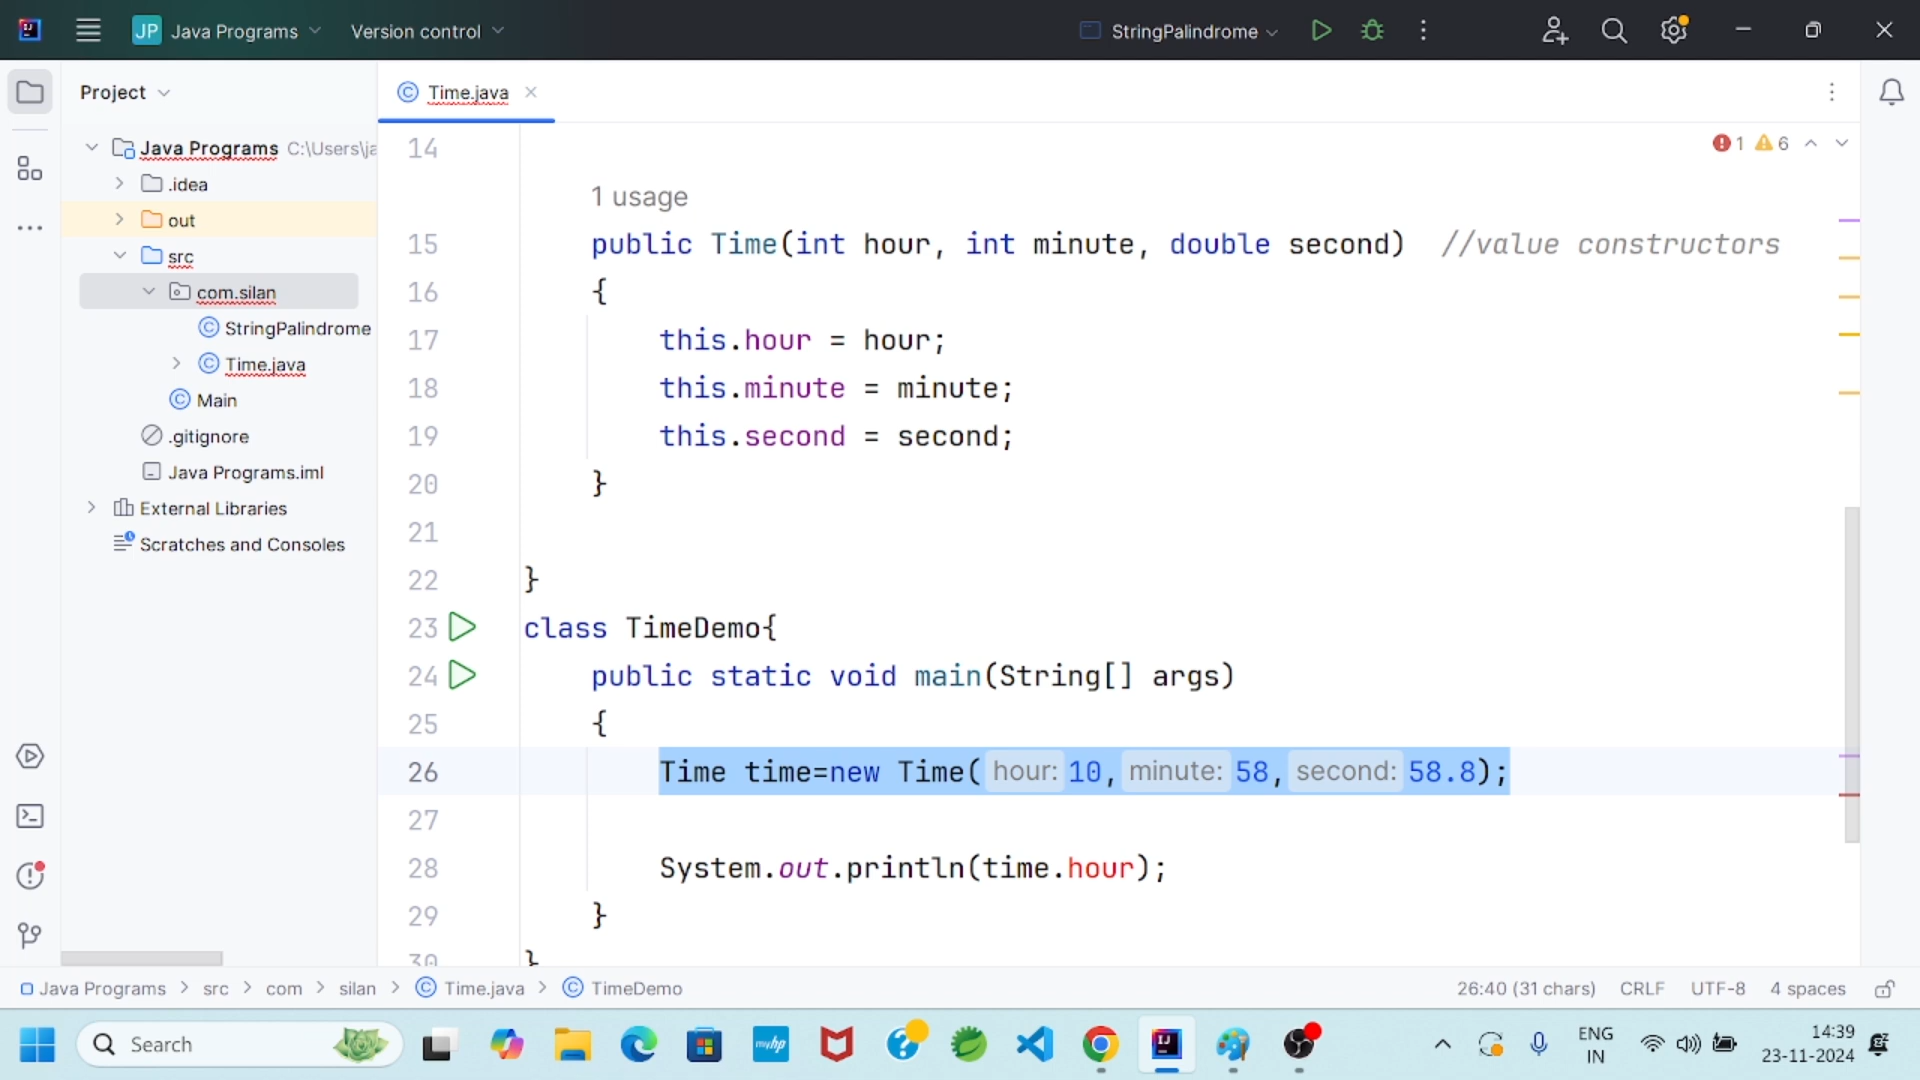 JP Java Programs Version control StringPalindrome
Project
Time.java
Java Programs C:\Users\ja
.idea
out
src
com.silan
StringPalindrome
Time.java
Main
.gitignore
Java Programs.iml
External Libraries
Scratches and Consoles
1 6
14
1 usage
15 public Time(int hour, int minute, double second) //value constructors
16 {
17 this.hour = hour;
18 this.minute = minute;
19 this.second = second;
20 }
21
22 }
23 class TimeDemo{
24 public static void main(String[] args)
25 {
26 Time time=new Time( hour: 10, minute: 58, second: 58.8);
27
28 System.out.println(time.hour);
29 }
30 }
Java Programs > src > com > silan > Time.java > TimeDemo 26:40 (31 chars) CRLF UTF-8 4 spaces
Search
myhp
ENG
IN
14:39
23-11-2024